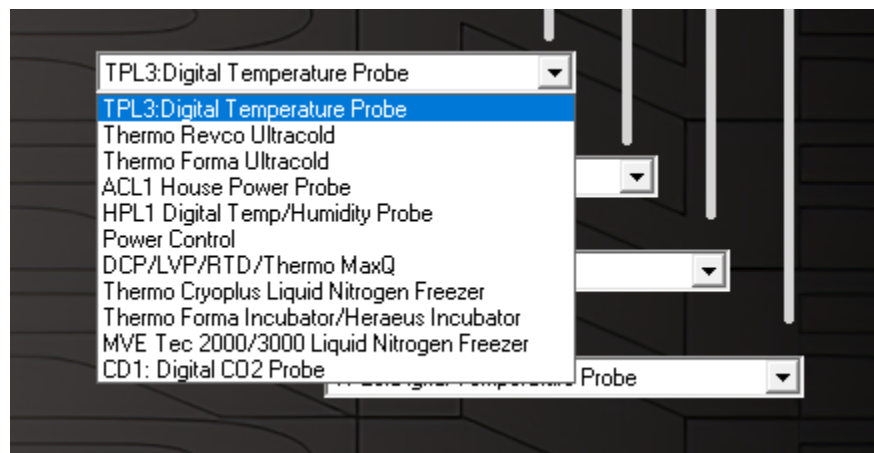 TPL3:Digital Temperature Probe
TPL3:Digital Temperature Probe
Thermo Revco Ultracold
Thermo Forma Ultracold
ACL1 House Power Probe
HPL1 Digital Temp/Humidity Probe
Power Control
DCP/LVP/RTD/Thermo MaxQ
Thermo Cryoplus Liquid Nitrogen Freezer
Thermo Forma Incubator/Heraeus Incubator
MVE Tec 2000/3000 Liquid Nitrogen Freezer
CD1: Digital CO2 Probe
Probe